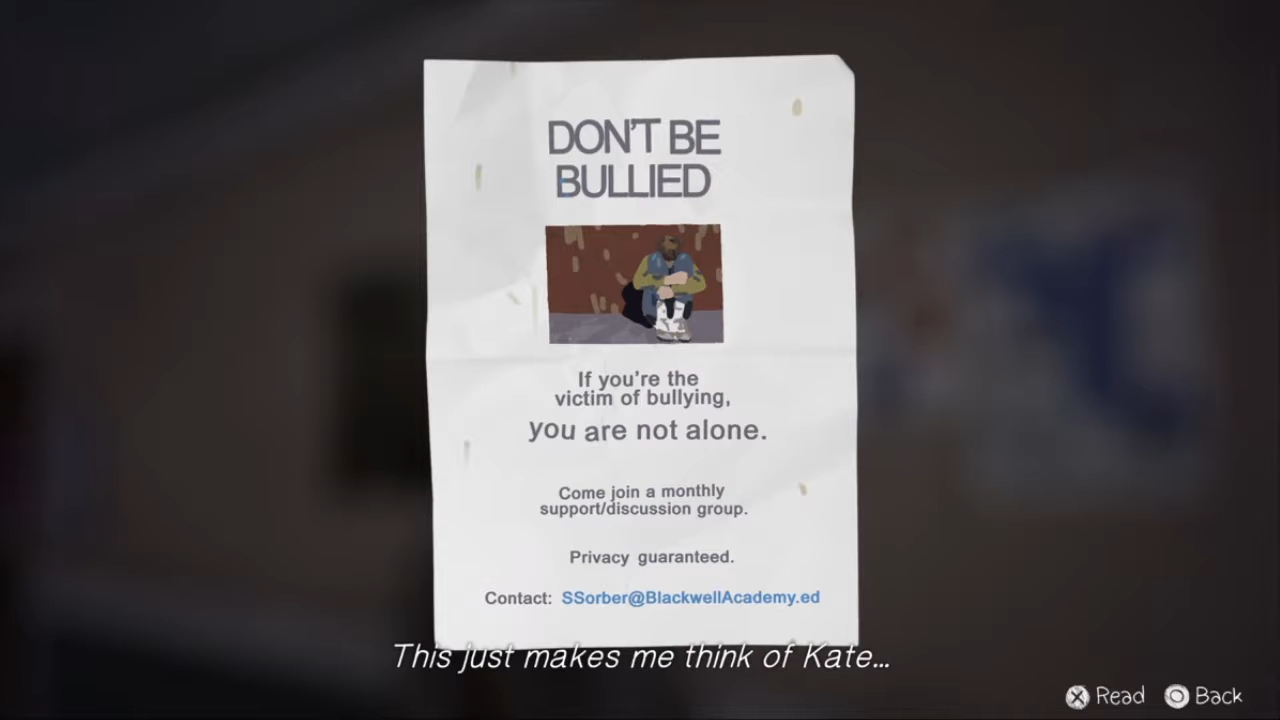 DON'T BE
BULLIED
If you're the
victim of bullying,
you are not alone.
Come join a monthly
support/discussion group.
Privacy guaranteed.
Contact: SSorber@BlackwellAcademy.ed
This just makes me think of Kate...
Read Back